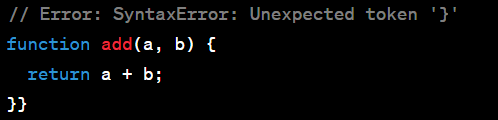 // Error: SyntaxError: Unexpected token '}'
function add(a, b) {
  return a + b;
}}